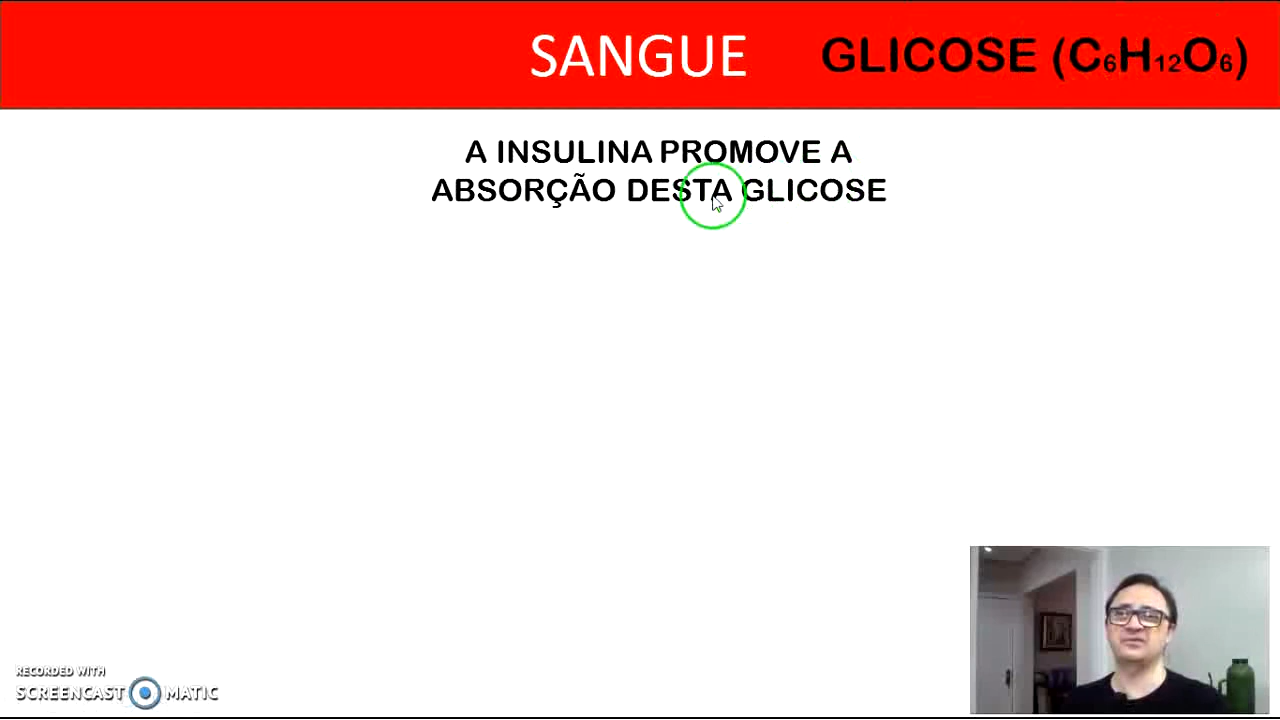 SANGUE GLICOSE (C₆H₁₂O₆)
A INSULINA PROMOVE A
ABSORÇÃO DESTA GLICOSE
RECORDED WITH
SCREENCAST MATIC